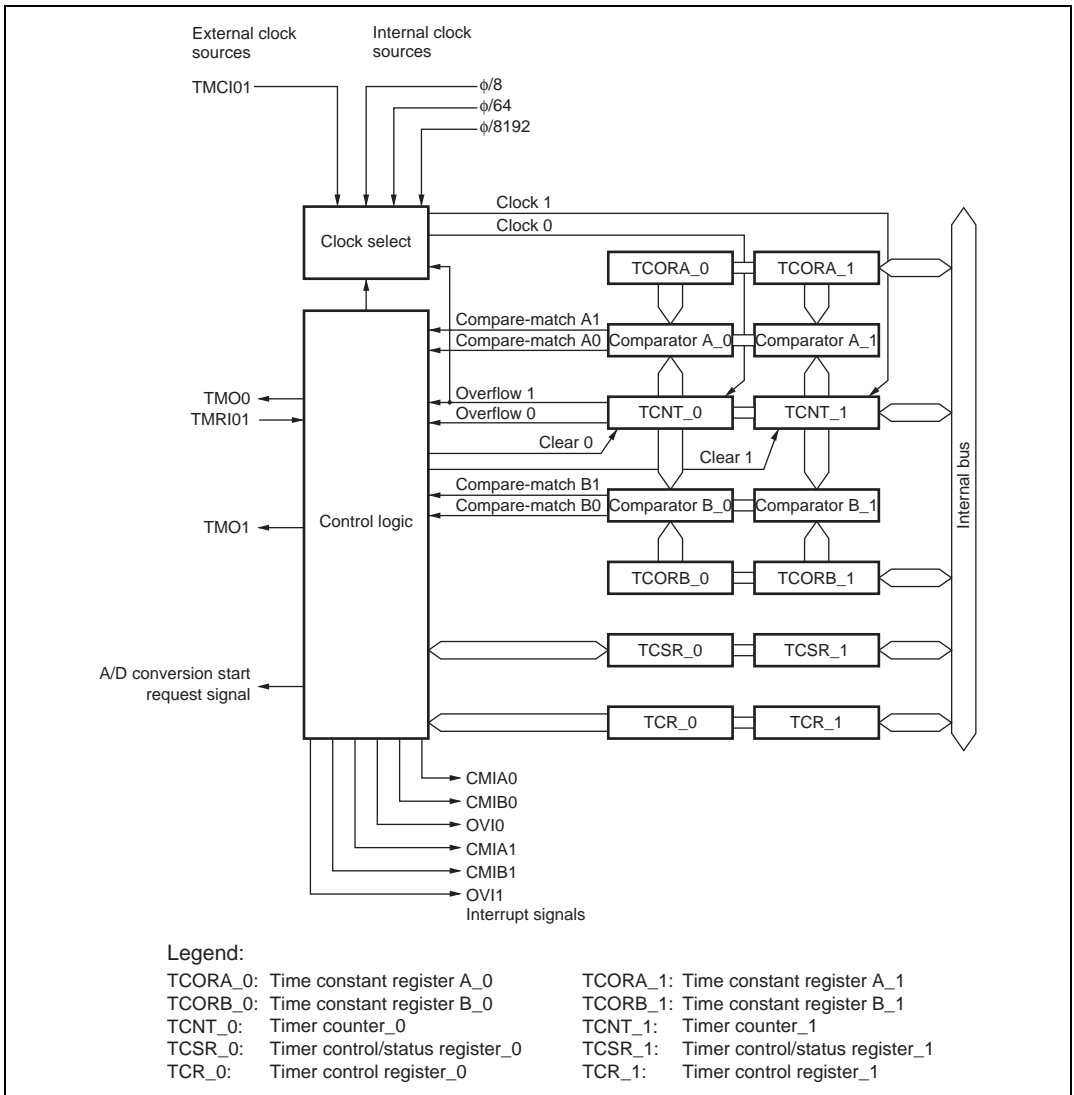 External clock
sources
Internal clock
sources
TMCI01
ϕ/8
ϕ/64
ϕ/8192
Clock select
Clock 1
Clock 0
TCORA_0
TCORA_1
Compare-match A1
Compare-match A0
Comparator A_0
Comparator A_1
TMO0
TMRI01
Overflow 1
Overflow 0
TCNT_0
TCNT_1
Clear 0
Clear 1
Compare-match B1
Compare-match B0
Comparator B_0
Comparator B_1
TMO1
Control logic
Internal bus
TCORB_0
TCORB_1
TCSR_0
TCSR_1
A/D conversion start
request signal
TCR_0
TCR_1
CMIA0
CMIB0
OVI0
CMIA1
CMIB1
OVI1
Interrupt signals
Legend:
TCORA_0: Time constant register A_0
TCORB_0: Time constant register B_0
TCNT_0: Timer counter_0
TCSR_0: Timer control/status register_0
TCR_0: Timer control register_0
TCORA_1: Time constant register A_1
TCORB_1: Time constant register B_1
TCNT_1: Timer counter_1
TCSR_1: Timer control/status register_1
TCR_1: Timer control register_1